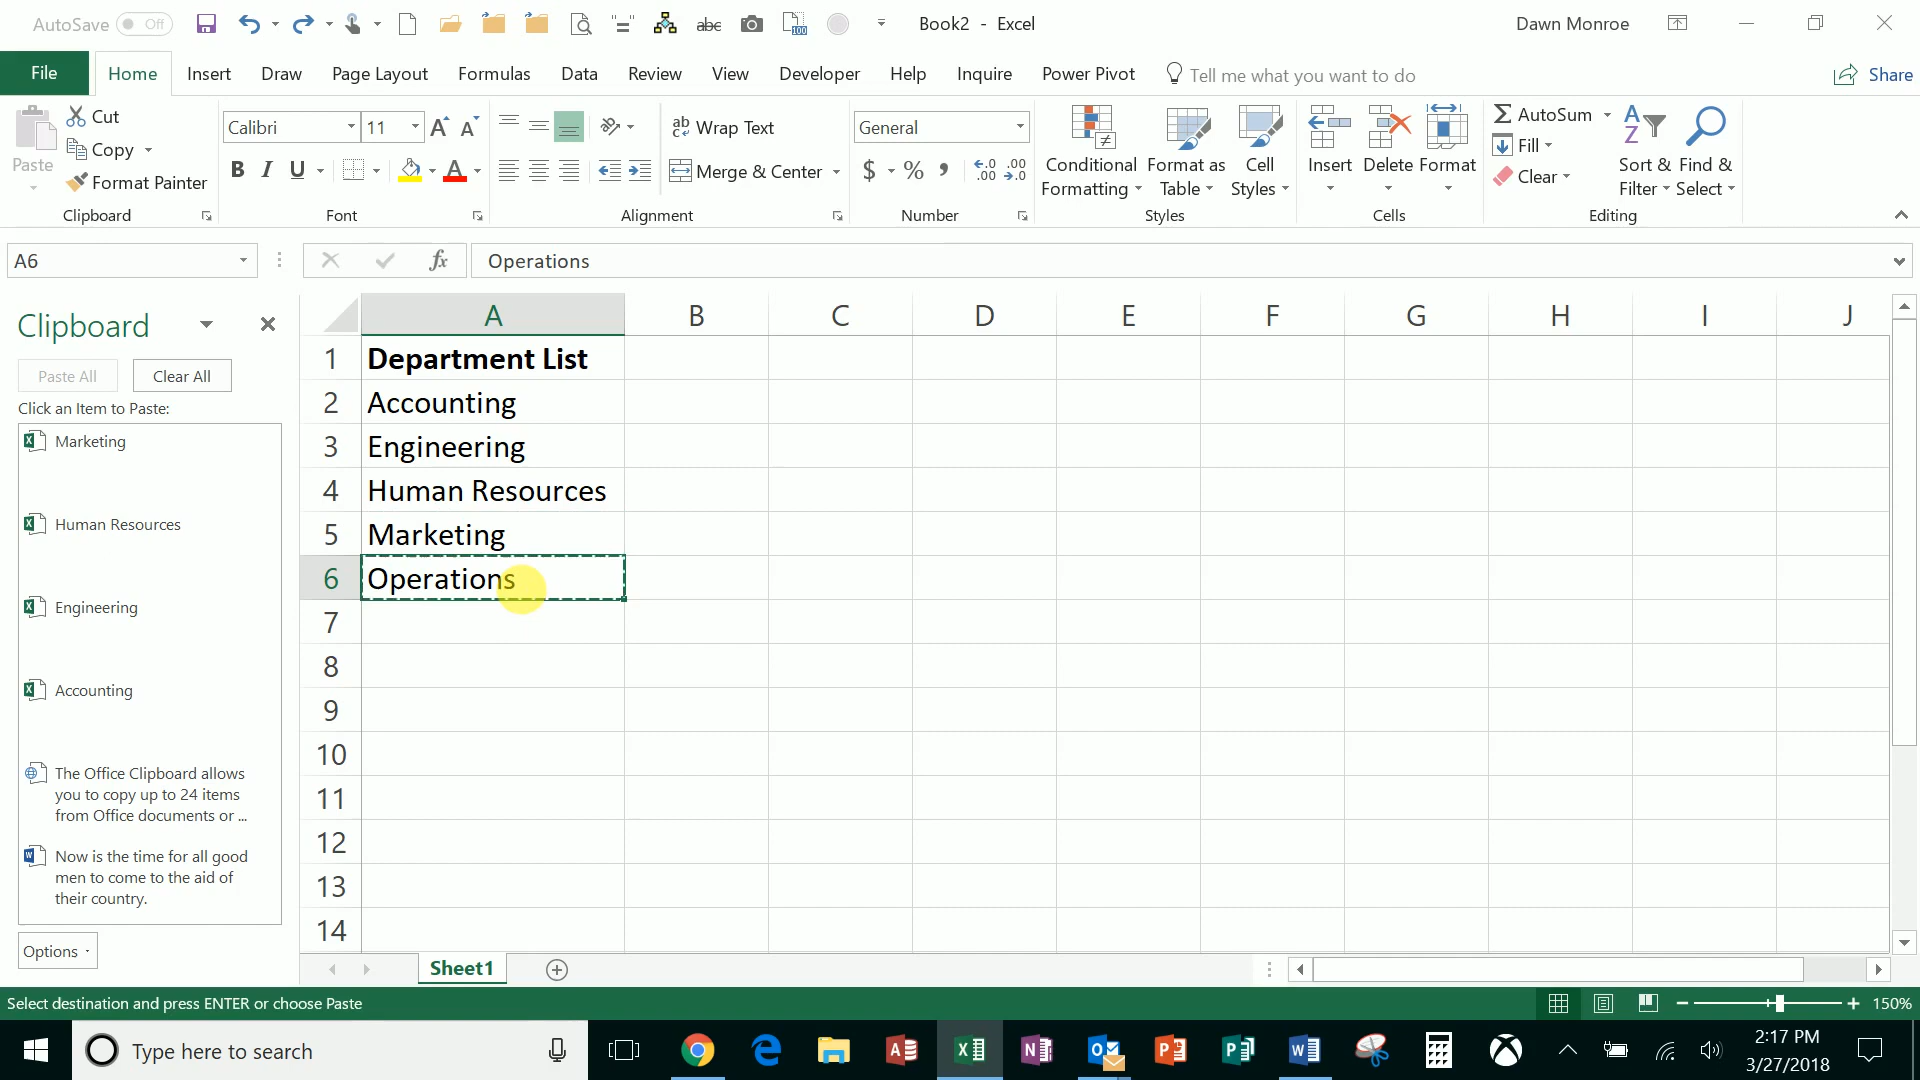 AutoSave Off
abc
Book2 - Excel
Dawn Monroe
File Home Insert Draw Page Layout Formulas Data Review View Developer Help Inquire Power Pivot Tell me what you want to do Share
Paste
Cut
Copy
Format Painter
Clipboard
Calibri 11
B I U
Font
Wrap Text
Merge & Center
Alignment
General
$ % ,
Number
Conditional Formatting
Format as Table
Cell Styles
Styles
Insert
Delete
Format
Cells
AutoSum
Fill
Clear
Sort & Filter
Find & Select
Editing
A6
fx
Operations
Clipboard
Paste All
Clear All
Click an Item to Paste:
Marketing
Human Resources
Engineering
Accounting
The Office Clipboard allows
you to copy up to 24 items
from Office documents or ...
Now is the time for all good
men to come to the aid of
their country.
Options
A B C D E F G H I J
1 Department List
2 Accounting
3 Engineering
4 Human Resources
5 Marketing
6 Operations
7
8
9
10
11
12
13
14
Sheet1
Select destination and press ENTER or choose Paste
150%
Type here to search
2:17 PM
3/27/2018